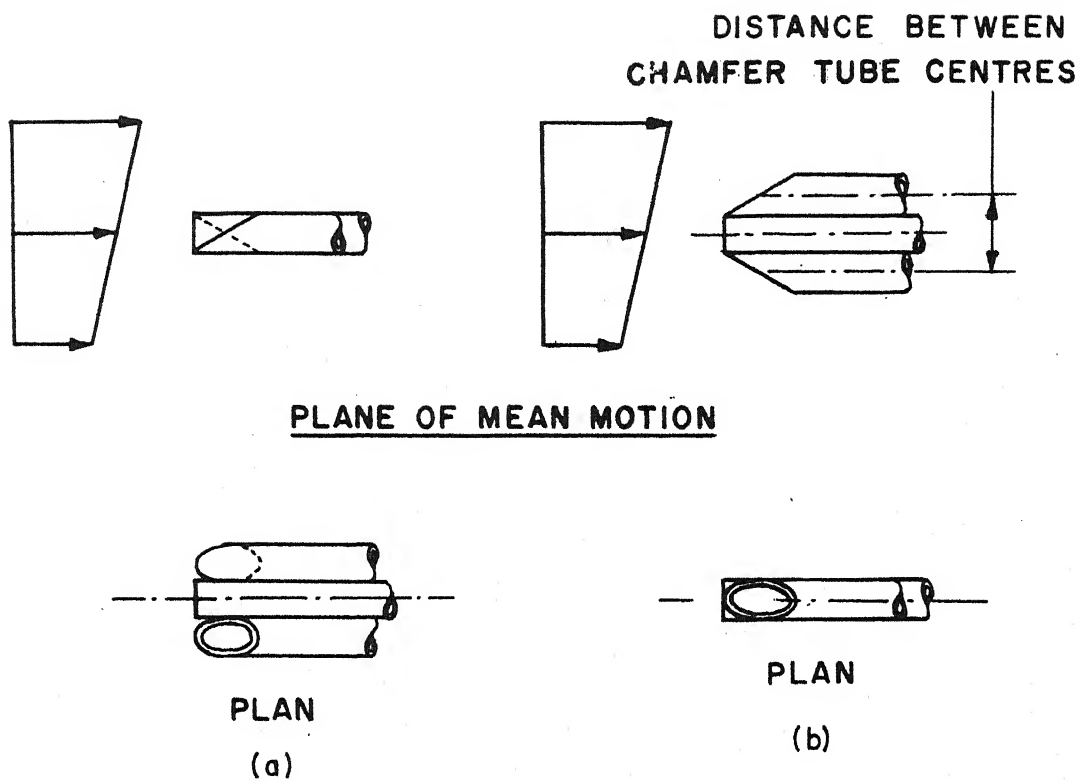 DISTANCE BETWEEN
CHAMFER TUBE CENTRES
PLANE OF MEAN MOTION
PLAN
(a)
PLAN
(b)